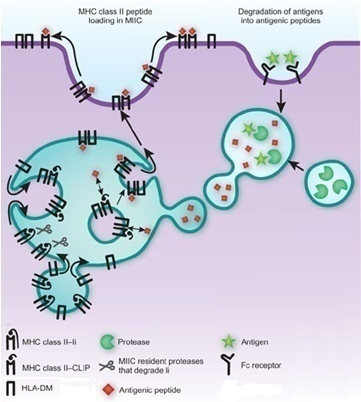 MHC class II peptide
loading in MIIC
Degradation of antigens
into antigenic peptides
MHC class II–Ii
Protease
Antigen
MHC class II–CLIP
MIIC resident proteases
that degrade Ii
Fc receptor
HLA-DM
Antigenic peptide